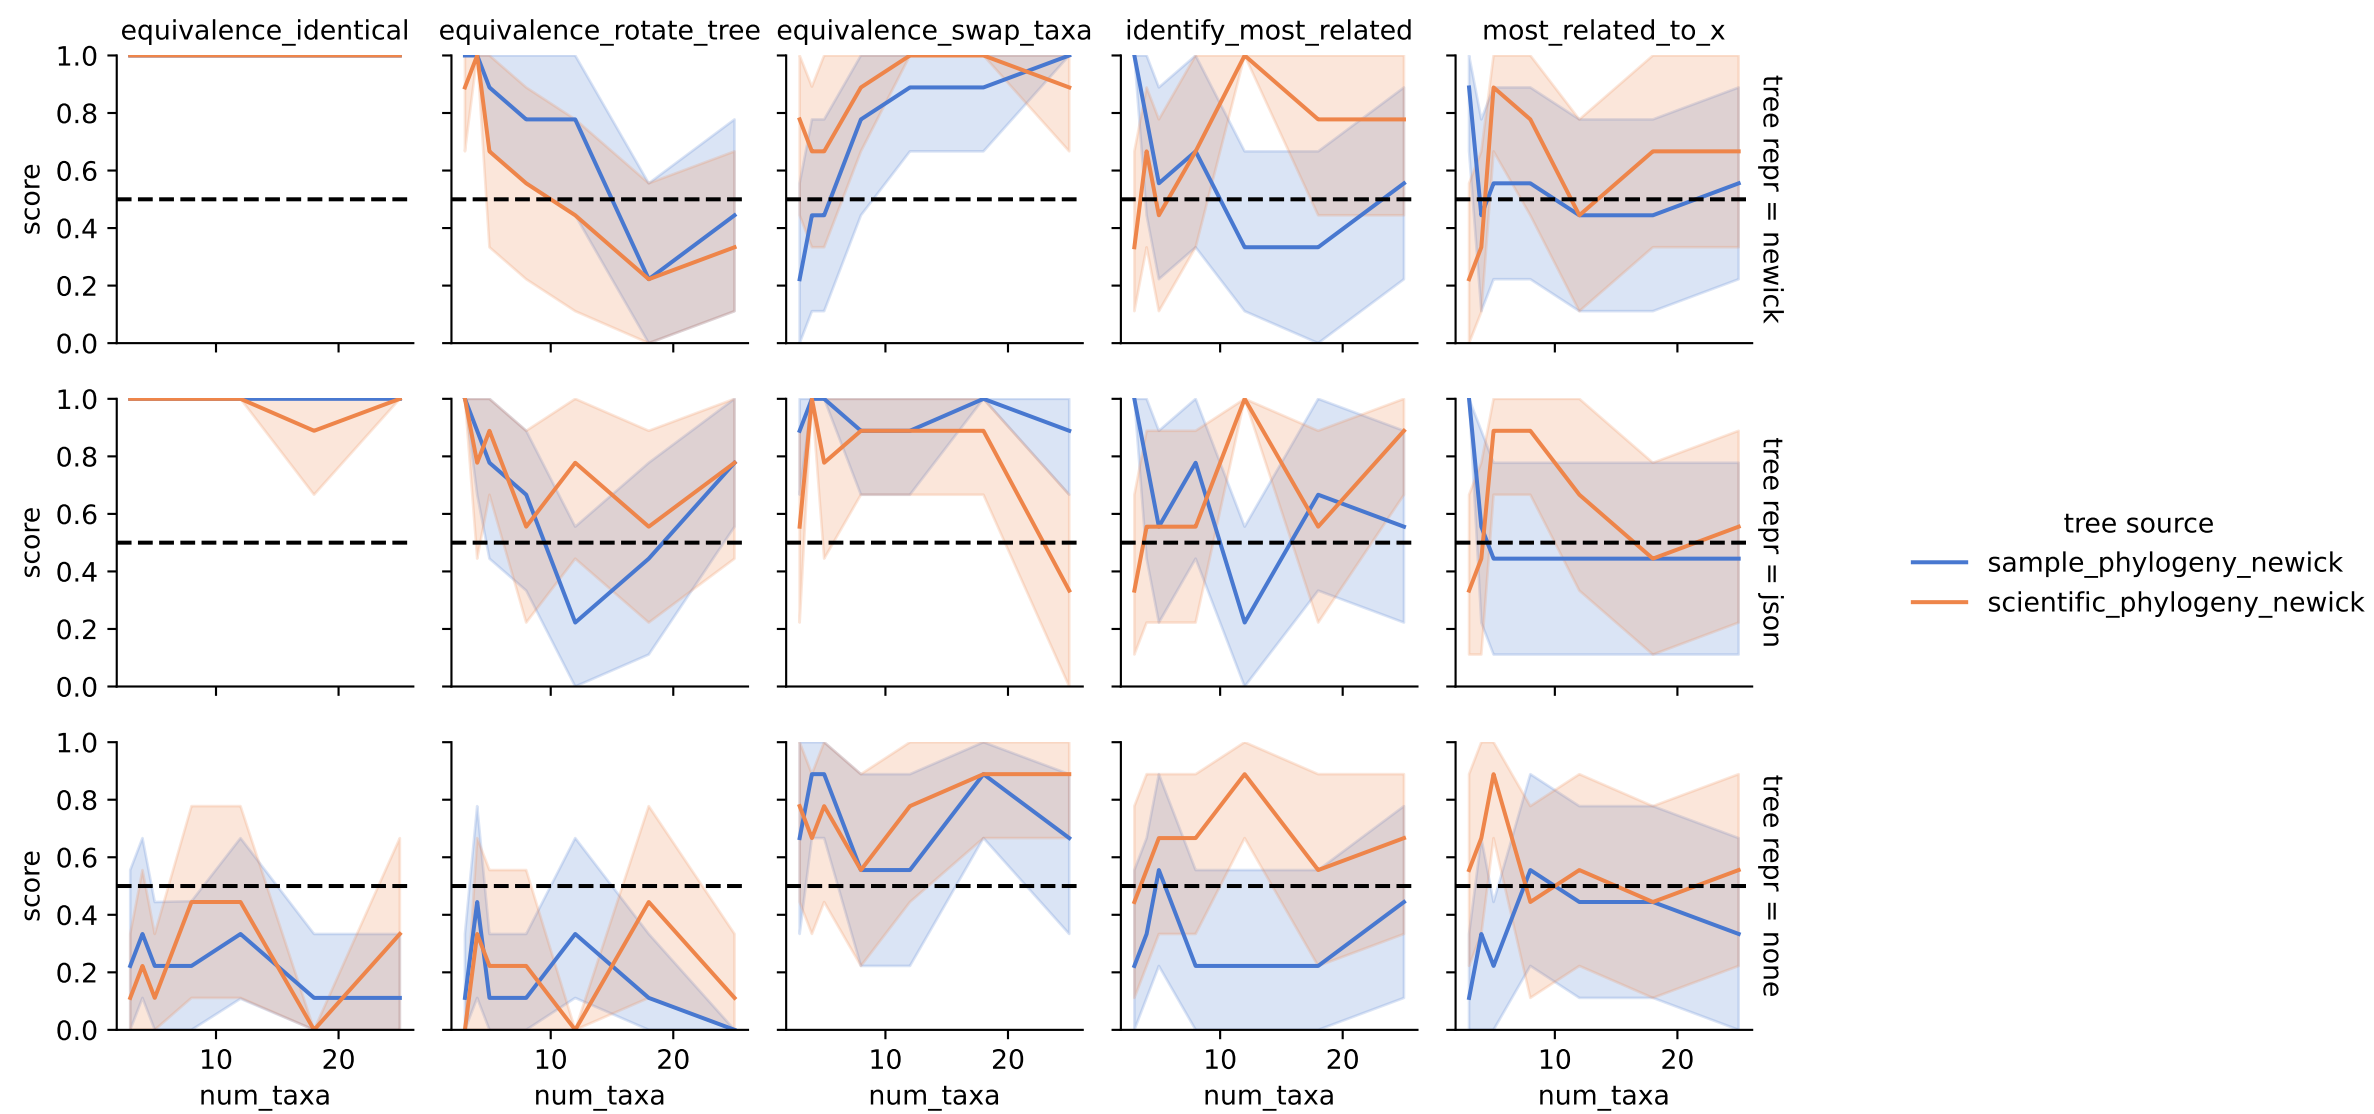 equivalence_identical equivalence_rotate_tree equivalence_swap_taxa identify_most_related most_related_to_x
1.0
0.8
0.6
0.4
0.2
0.0
score
tree repr = newick
1.0
0.8
0.6
0.4
0.2
0.0
score
tree repr = json
tree source
sample_phylogeny_newick
scientific_phylogeny_newick
1.0
0.8
0.6
0.4
0.2
0.0
score
tree repr = none
10 20 10 20 10 20 10 20 10 20
num_taxa num_taxa num_taxa num_taxa num_taxa